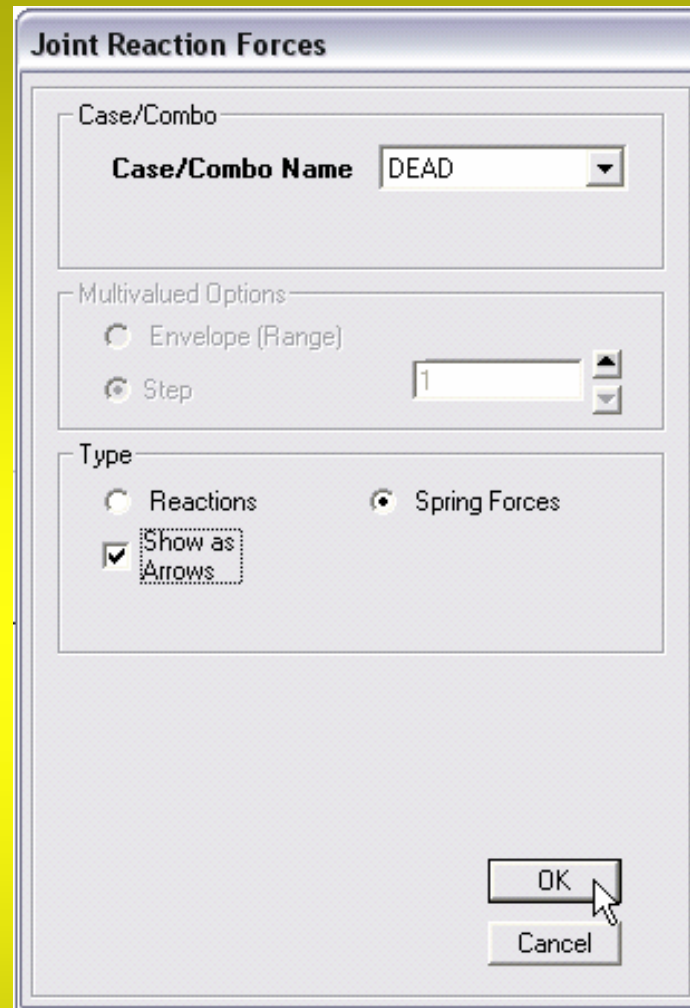 Joint Reaction Forces
Case/Combo
Case/Combo Name DEAD
Multivalued Options
Envelope (Range)
Step 1
Type
Reactions Spring Forces
Show as
Arrows
OK
Cancel